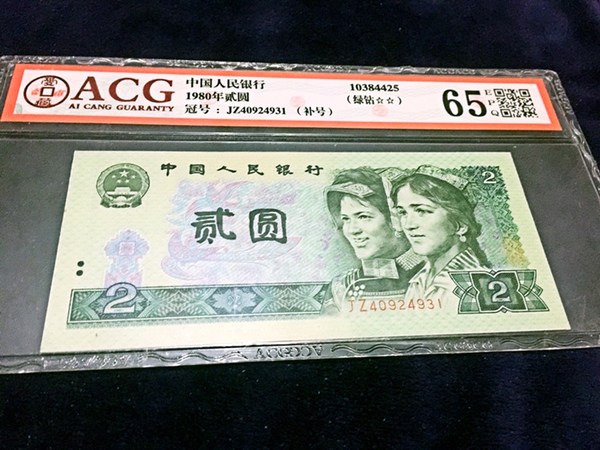 ACG
AI CANG GUARANTY
中国人民银行
1980年贰圆
冠号：JZ40924931（补号）
10384425
（绿钻☆☆）
65 EPQ
中国人民银行
贰圆
2
2
2
JZ40924931